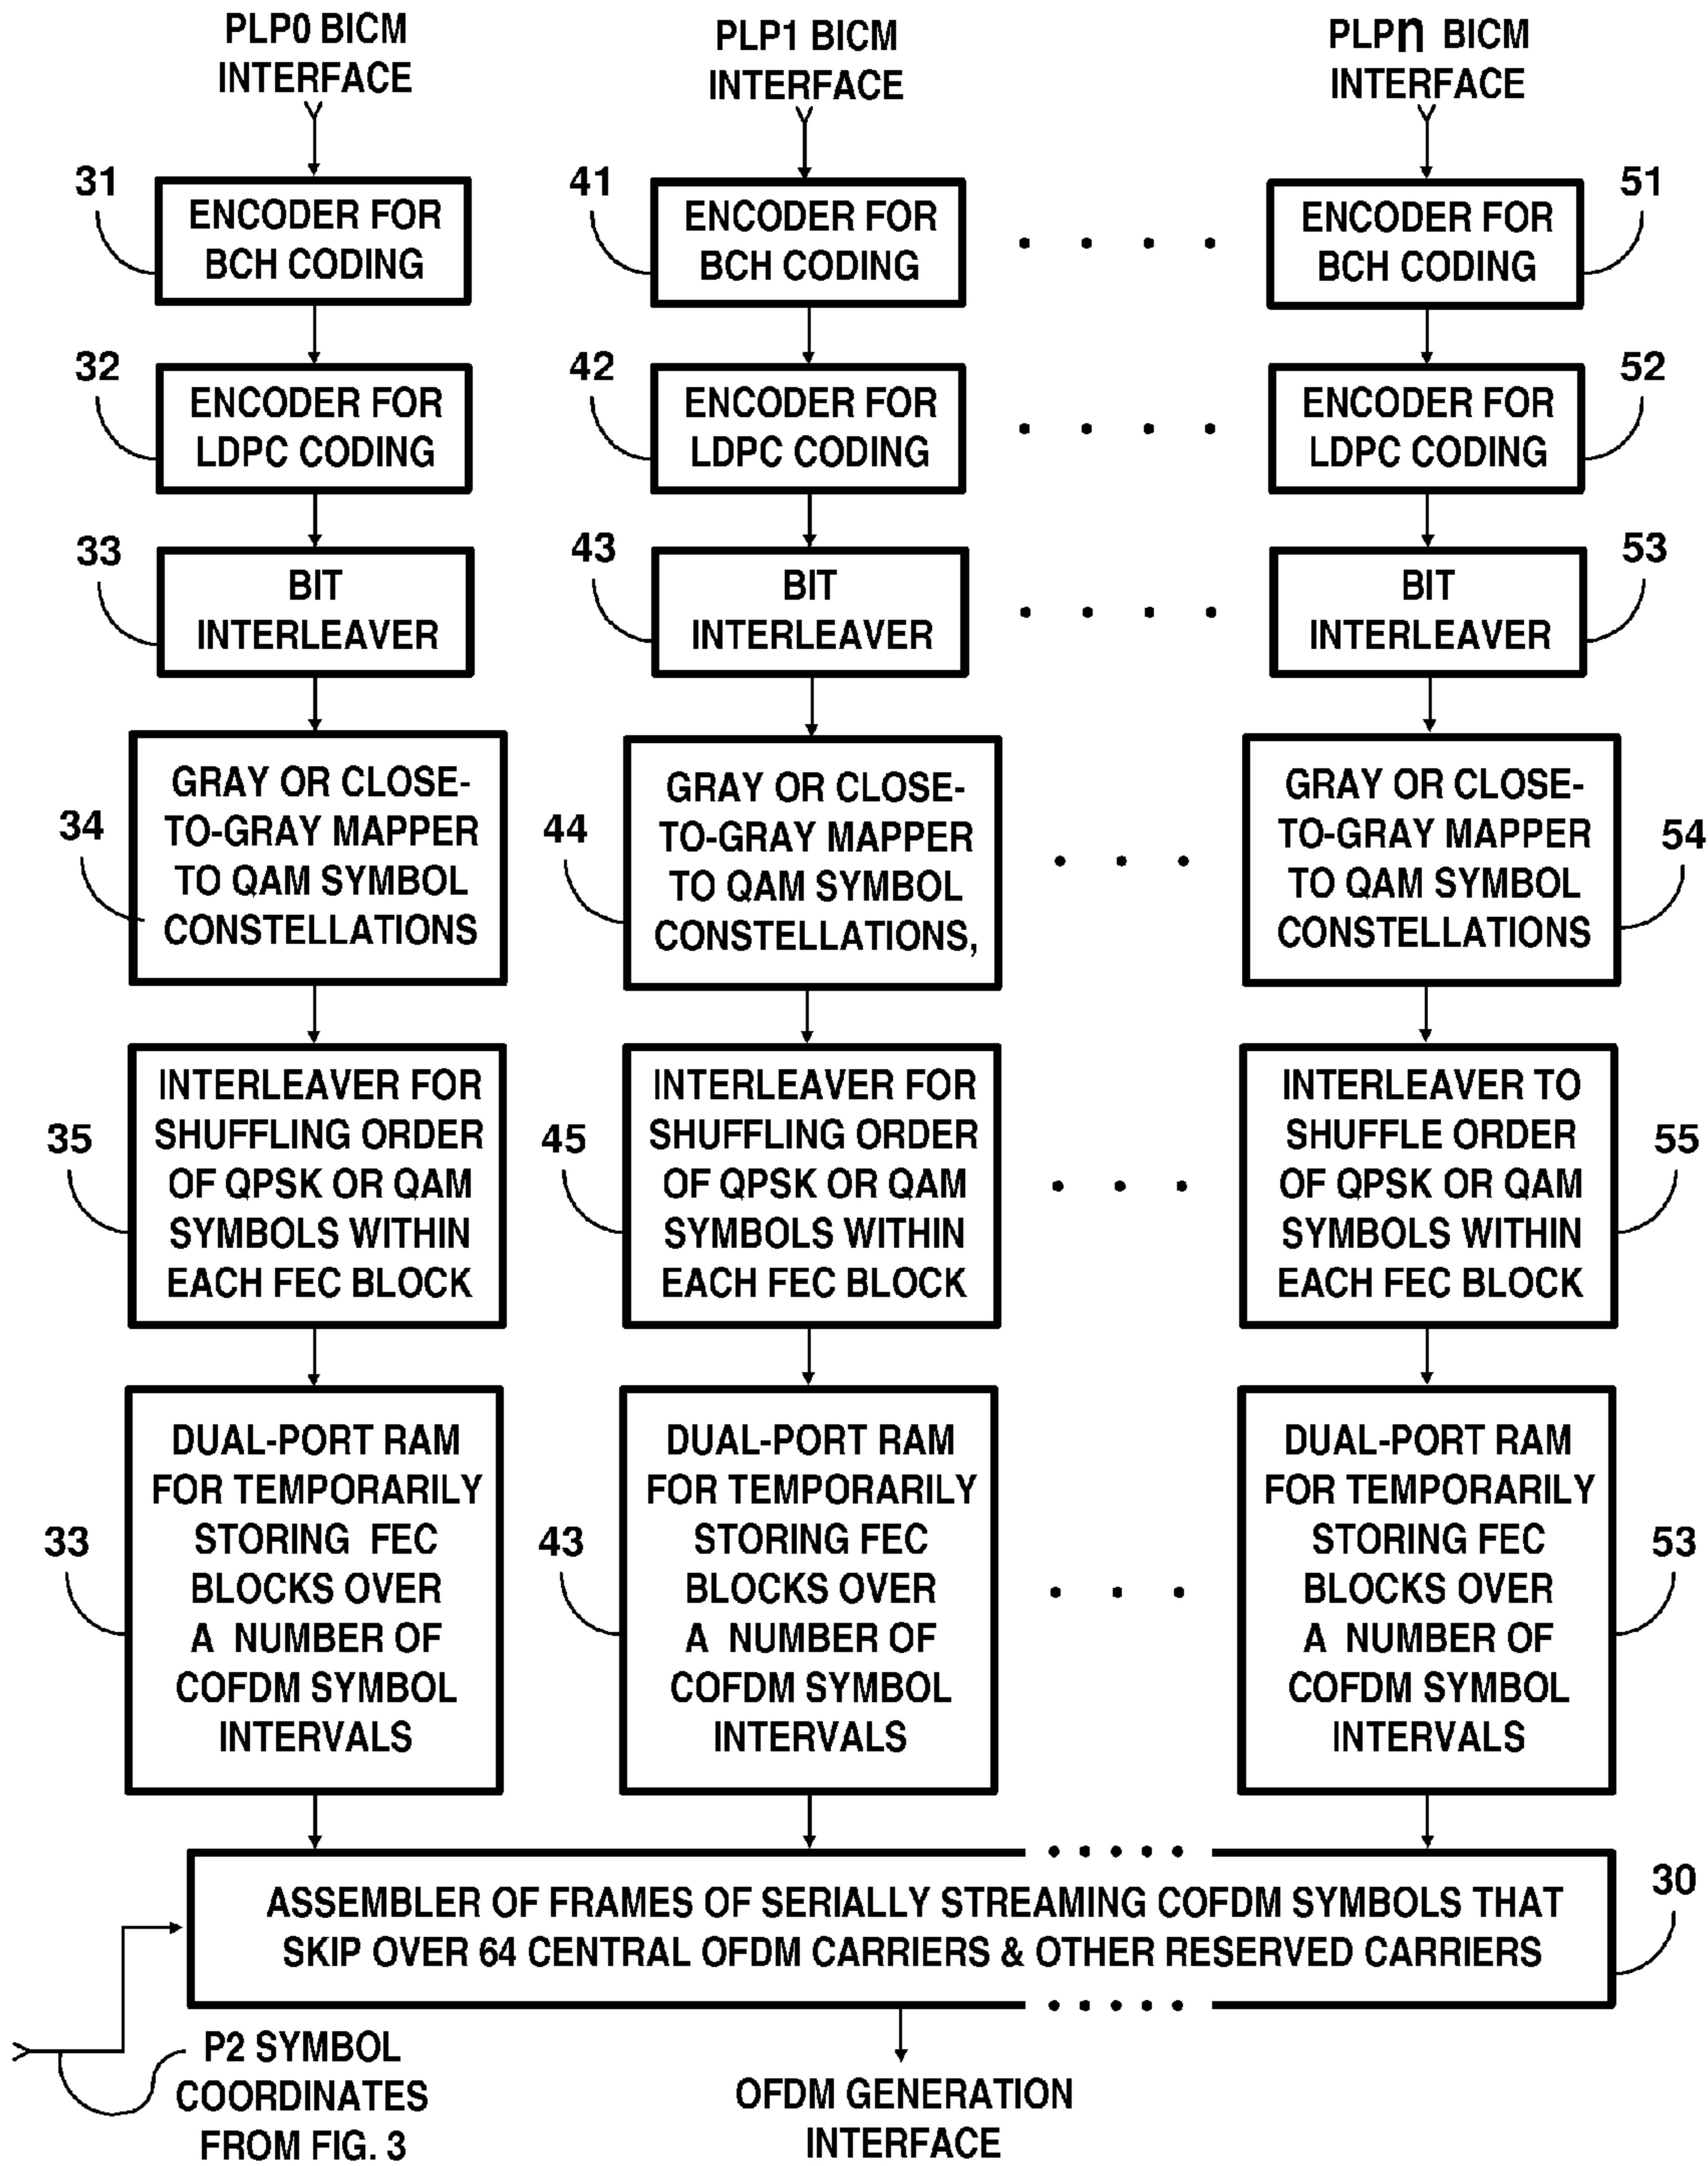 PLP0 BICM
INTERFACE
PLP1 BICM
INTERFACE
PLPn BICM
INTERFACE
31
ENCODER FOR
BCH CODING
41
ENCODER FOR
BCH CODING
51
ENCODER FOR
BCH CODING
32
ENCODER FOR
LDPC CODING
42
ENCODER FOR
LDPC CODING
52
ENCODER FOR
LDPC CODING
33
BIT
INTERLEAVER
43
BIT
INTERLEAVER
53
BIT
INTERLEAVER
34
GRAY OR CLOSE-
TO-GRAY MAPPER
TO QAM SYMBOL
CONSTELLATIONS
44
GRAY OR CLOSE-
TO-GRAY MAPPER
TO QAM SYMBOL
CONSTELLATIONS,
54
GRAY OR CLOSE-
TO-GRAY MAPPER
TO QAM SYMBOL
CONSTELLATIONS
35
INTERLEAVER FOR
SHUFFLING ORDER
OF QPSK OR QAM
SYMBOLS WITHIN
EACH FEC BLOCK
45
INTERLEAVER FOR
SHUFFLING ORDER
OF QPSK OR QAM
SYMBOLS WITHIN
EACH FEC BLOCK
55
INTERLEAVER TO
SHUFFLE ORDER
OF QPSK OR QAM
SYMBOLS WITHIN
EACH FEC BLOCK
33
DUAL-PORT RAM
FOR TEMPORARILY
STORING FEC
BLOCKS OVER
A NUMBER OF
COFDM SYMBOL
INTERVALS
43
DUAL-PORT RAM
FOR TEMPORARILY
STORING FEC
BLOCKS OVER
A NUMBER OF
COFDM SYMBOL
INTERVALS
53
DUAL-PORT RAM
FOR TEMPORARILY
STORING FEC
BLOCKS OVER
A NUMBER OF
COFDM SYMBOL
INTERVALS
30
ASSEMBLER OF FRAMES OF SERIALLY STREAMING COFDM SYMBOLS THAT
SKIP OVER 64 CENTRAL OFDM CARRIERS & OTHER RESERVED CARRIERS
P2 SYMBOL
COORDINATES
FROM FIG. 3
OFDM GENERATION
INTERFACE